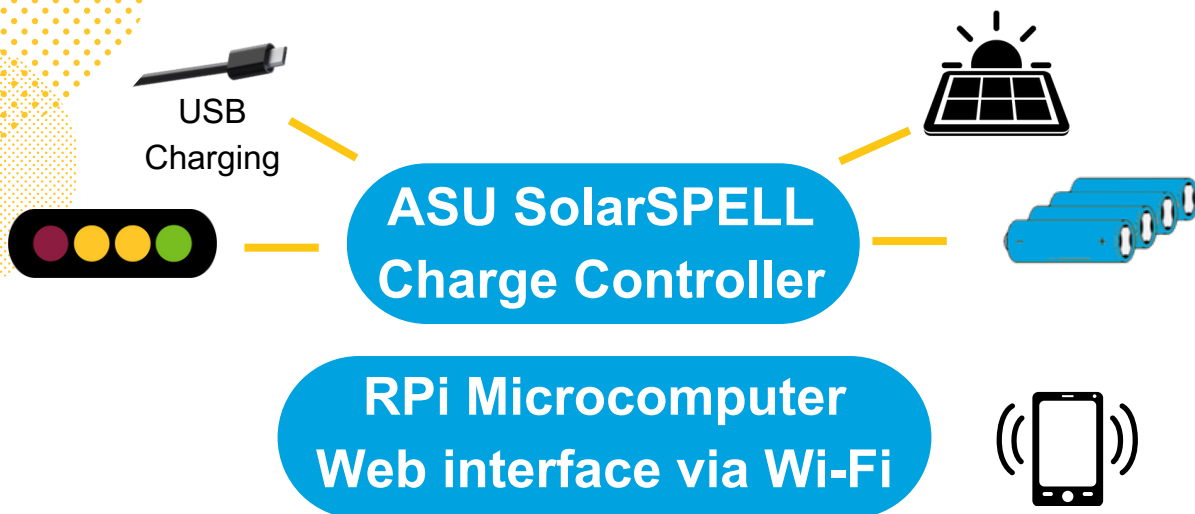 USB
Charging
ASU SolarSPELL
Charge Controller
RPi Microcomputer
Web interface via Wi-Fi